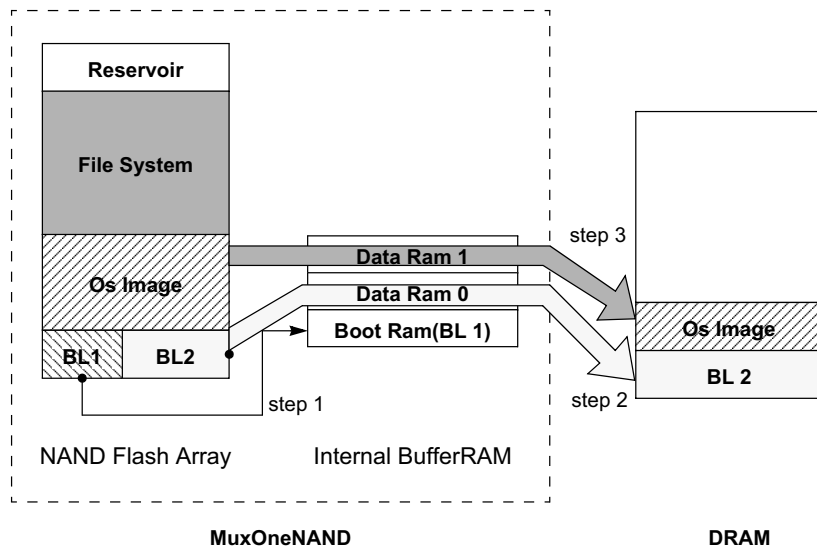 Reservoir
File System
Os Image
BL1
BL2
Data Ram 1
Data Ram 0
Boot Ram(BL 1)
step 1
step 3
step 2
Os Image
BL 2
NAND Flash Array
Internal BufferRAM
MuxOneNAND
DRAM